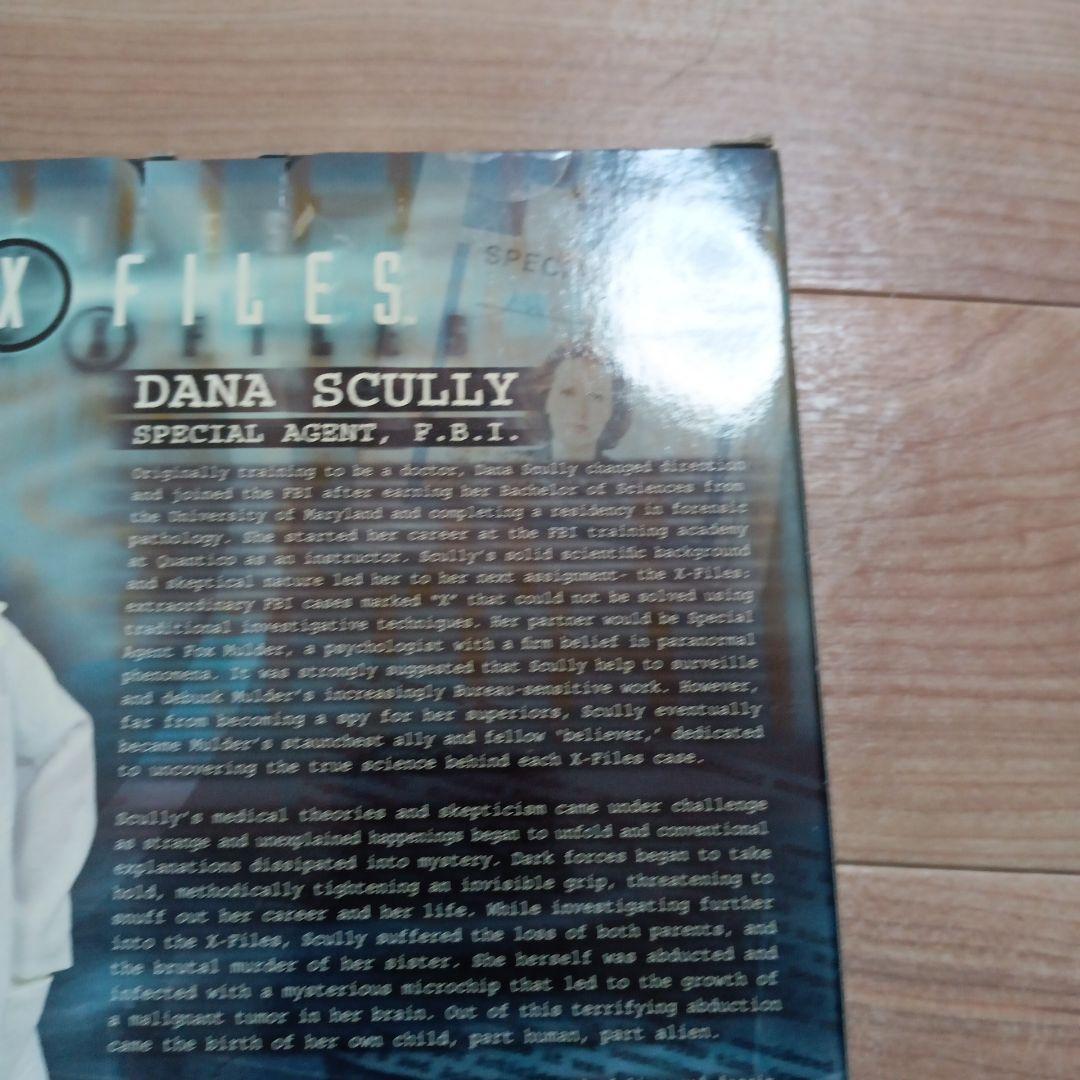 X FILES
SPEC
X FILES
DANA SCULLY
SPECIAL AGENT, F.B.I.
Originally training to be a doctor, Dana Scully changed direction
and joined the FBI after earning her Bachelor of Sciences from
the University of Maryland and completing a residency in forensic
pathology. She started her career at the FBI training academy
at Quantico as an instructor. Scully's solid scientific background
and skeptical nature led her to her next assignment- the X-Files:
extraordinary FBI cases marked "X" that could not be solved using
traditional investigative techniques. Her partner would be Special
Agent Fox Mulder, a psychologist with a firm belief in paranormal
phenomena. It was strongly suggested that Scully help to surveille
and debunk Mulder's increasingly Bureau-sensitive work. However,
far from becoming a spy for her superiors, Scully eventually
became Mulder's staunchest ally and fellow "believer," dedicated
to uncovering the true science behind each X-Files case.
Scully's medical theories and skepticism came under challenge
as strange and unexplained happenings began to unfold and conventional
explanations dissipated into mystery. Dark forces began to take
hold, methodically tightening an invisible grip, threatening to
snuff out her career and her life. While investigating further
into the X-Files, Scully suffered the loss of both parents, and
the brutal murder of her sister. She herself was abducted and
infected with a mysterious microchip that led to the growth of
a malignant tumor in her brain. Out of this terrifying abduction
came the birth of her own child, part human, part alien.